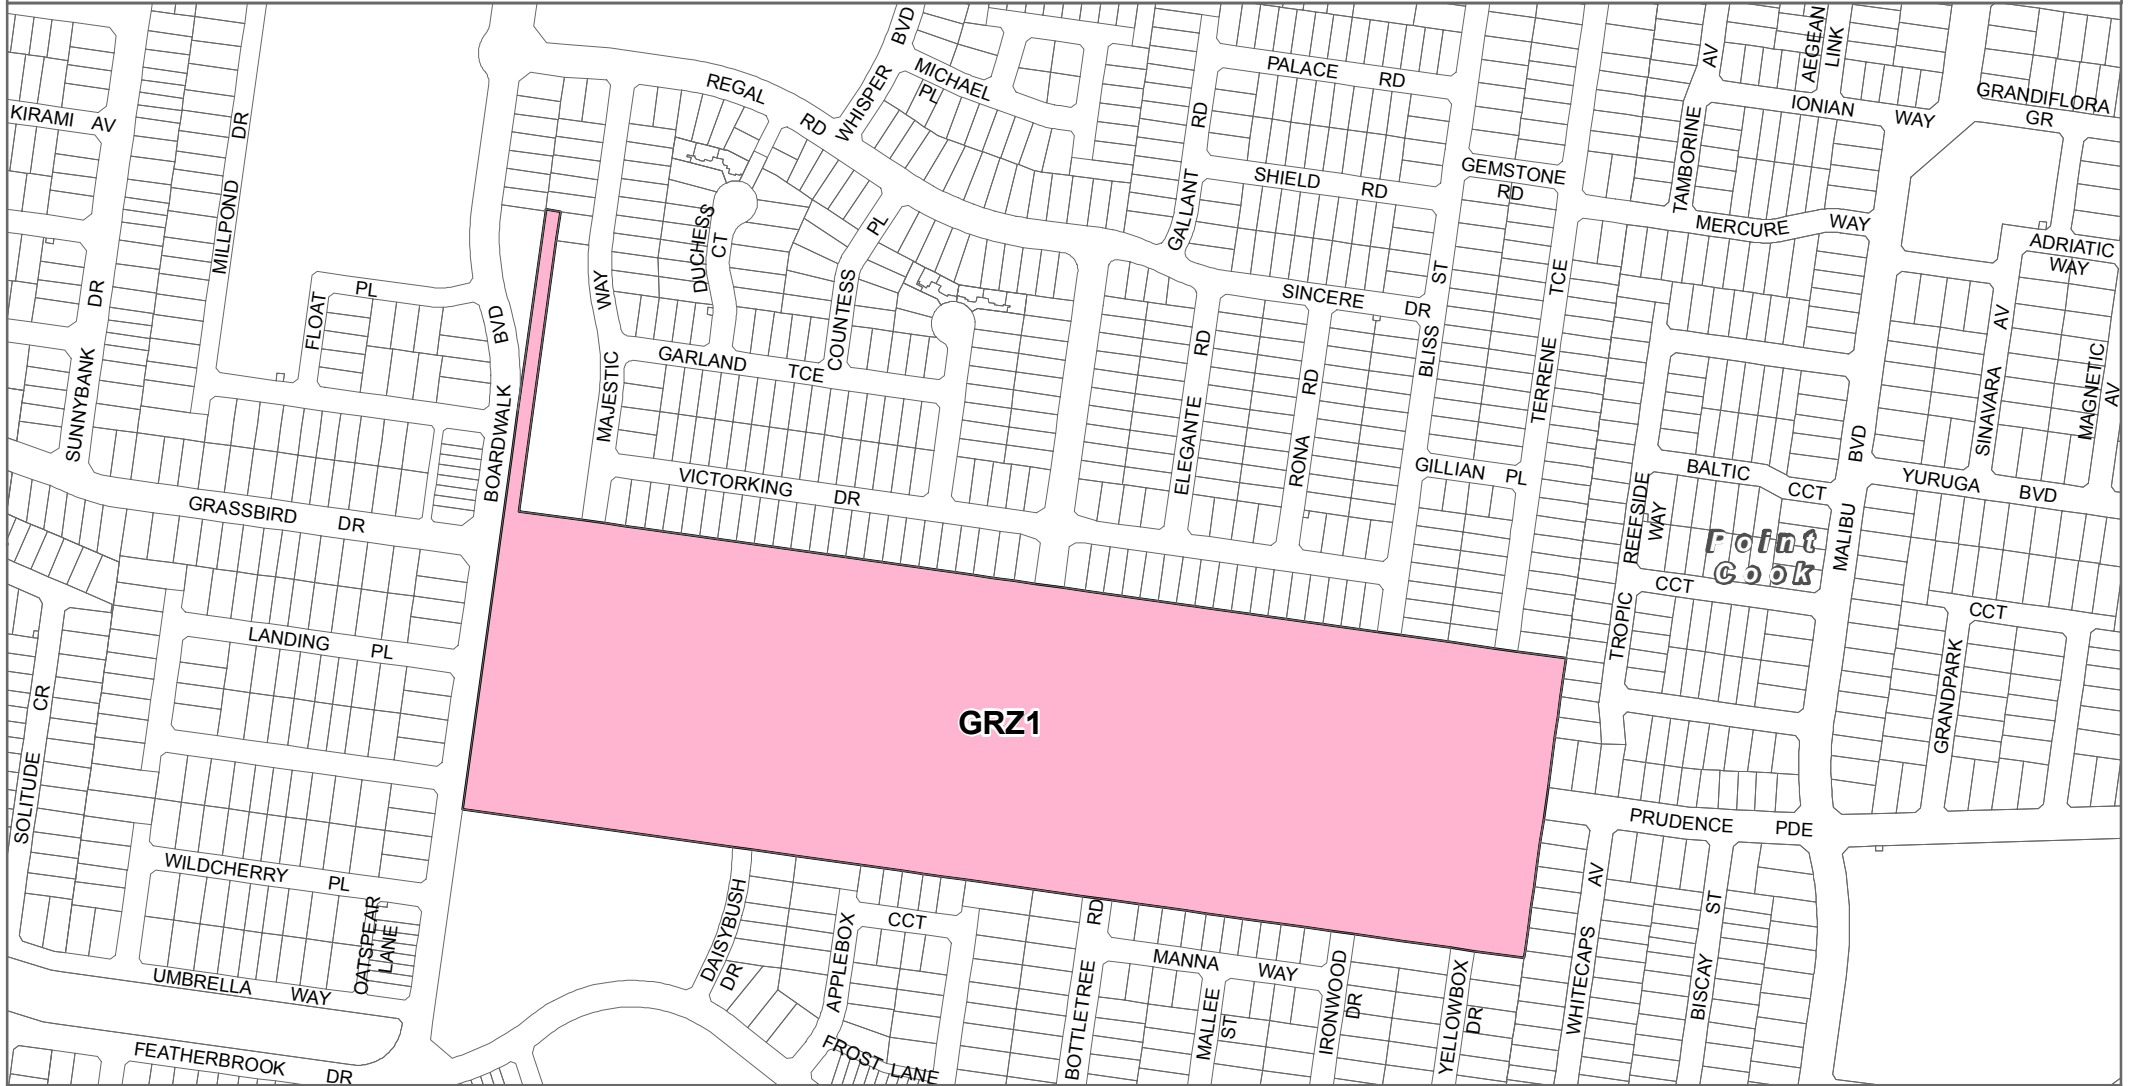 BVD
AEGEAN
LINK
AV
MICHAEL
PL
PALACE RD
REGAL
RD
WHISPER
IONIAN WAY
GRANDIFLORA
GR
KIRAMI AV
DR
RD
TAMBORINE
GEMSTONE
RD
SHIELD RD
MILLPOND
GALLANT
DUCHESS
CT
PL
MERCURE WAY
ADRIATIC
WAY
DR
PL
FLOAT
WAY
COUNTESS
SINCERE DR
ST
TCE
BVD
AV
RD
SUNNYBANK
GARLAND TCE
BLISS
RD
TERRENE
MAGNETIC
AV
MAJESTIC
BOARDWALK
ELEGANTE
RONA
SINAVARA
BVD
VICTORKING DR
GILLIAN PL
BALTIC
CCT
YURUGA BVD
GRASSBIRD DR
REEFSIDE
WAY
MALIBU
Point
Cook
CCT
CCT
LANDING PL
TROPIC
GRANDPARK
CR
GRZ1
SOLITUDE
PRUDENCE PDE
WILDCHERRY PL
AV
ST
DAISYBUSH
DR
CCT
RD
OATSPEAR
LANE
APPLEBOX
MANNA WAY
IRONWOOD
DR
WHITECAPS
BISCAY
UMBRELLA WAY
BOTTLETREE
MALLEE
ST
YELLOWBOX
DR
FROST LANE
FEATHERBROOK DR